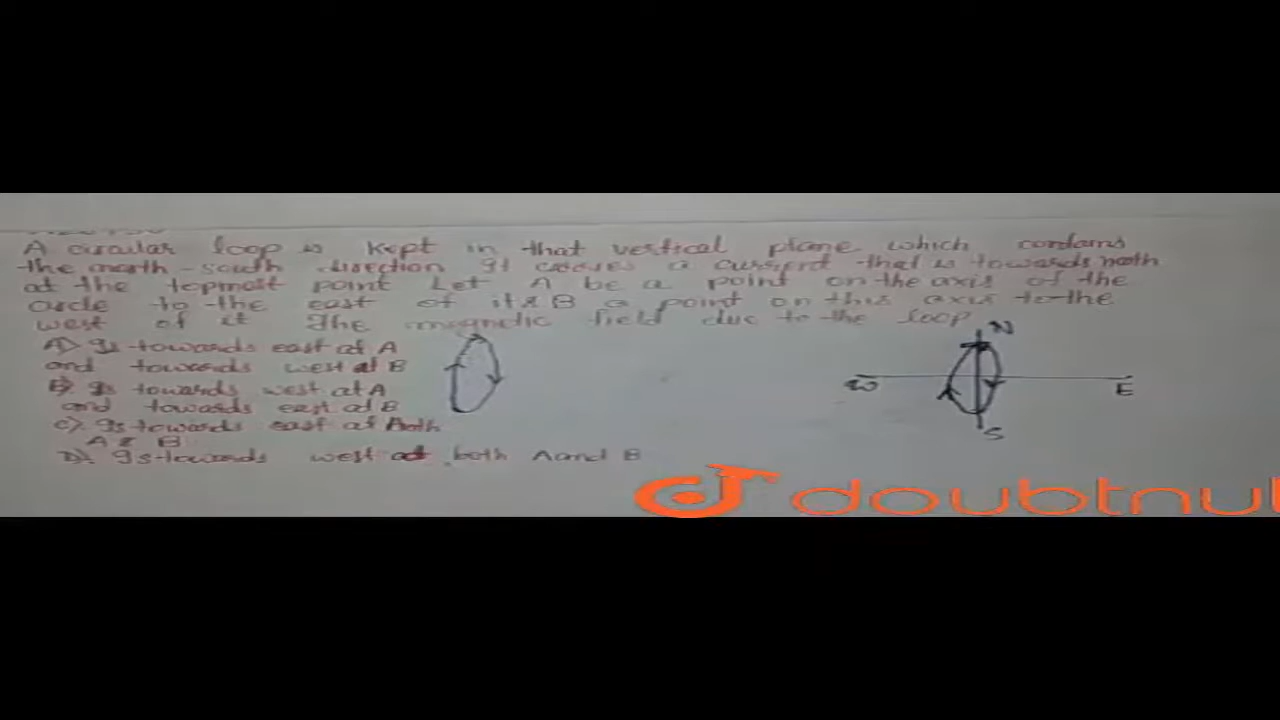 A circular loop is kept in that vertical plane which contains
the north-south direction It carries a current that is towards north
at the topmost point Let A be a point on the axis of the
circle to the east of it & B a point on this axis to the
west of it The magnetic field due to the loop
A) Is towards east at A
and towards west at B
B) Is towards west at A
and towards east at B
C) Is towards east at both
A & B
D) Is towards west at both A and B
N
W
E
S
doubtnut